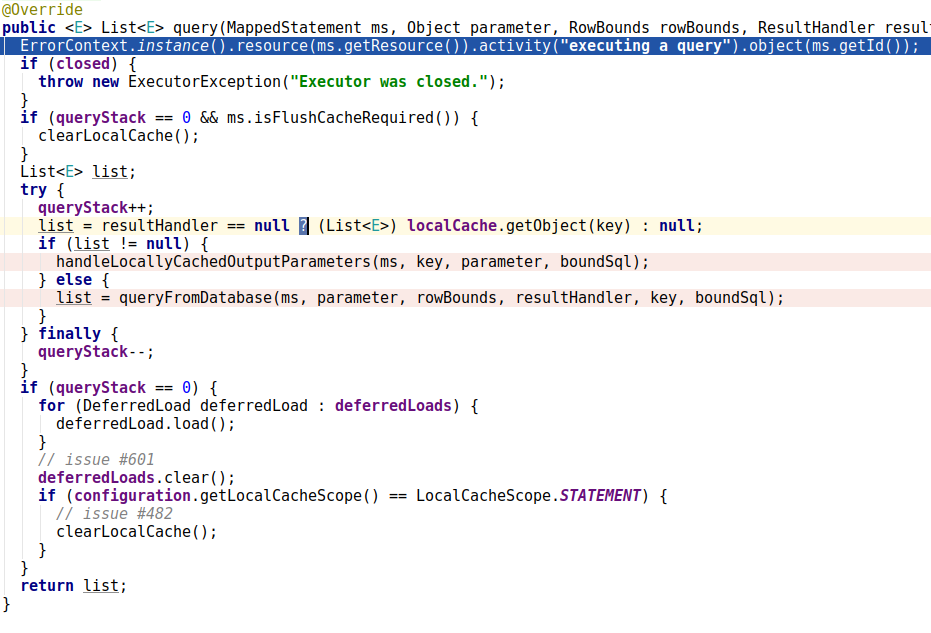 @Override
public <E> List<E> query(MappedStatement ms, Object parameter, RowBounds rowBounds, ResultHandler resul
ErrorContext.instance().resource(ms.getResource()).activity("executing a query").object(ms.getId());
if (closed) {
throw new ExecutorException("Executor was closed.");
}
if (queryStack == 0 && ms.isFlushCacheRequired()) {
clearLocalCache();
}
List<E> list;
try {
queryStack++;
list = resultHandler == null ? (List<E>) localCache.getObject(key) : null;
if (list != null) {
handleLocallyCachedOutputParameters(ms, key, parameter, boundSql);
} else {
list = queryFromDatabase(ms, parameter, rowBounds, resultHandler, key, boundSql);
}
} finally {
queryStack--;
}
if (queryStack == 0) {
for (DeferredLoad deferredLoad : deferredLoads) {
deferredLoad.load();
}
// issue #601
deferredLoads.clear();
if (configuration.getLocalCacheScope() == LocalCacheScope.STATEMENT) {
// issue #482
clearLocalCache();
}
}
return list;
}